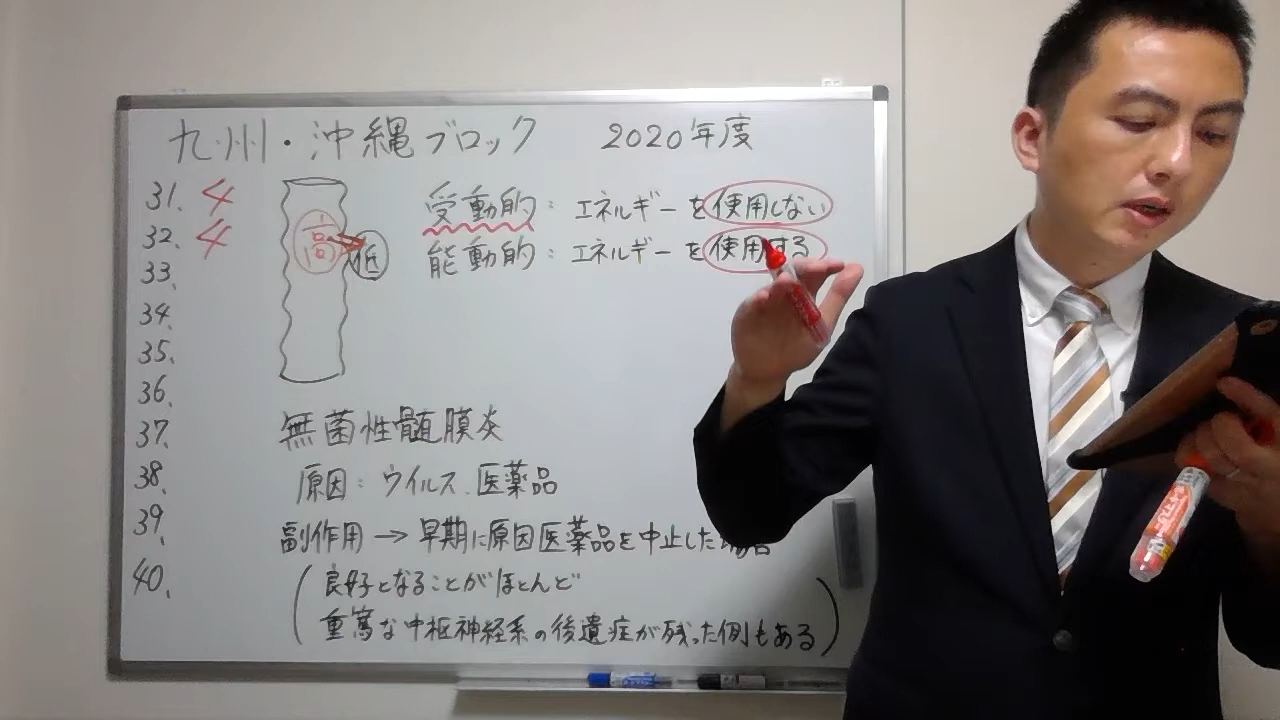 九州・沖縄ブロック 2020年度
31. 4
32. 4
33.
34.
35.
36.
37.
38.
39.
40.
高
低
受動的：エネルギーを使用しない
能動的：エネルギーを使用する
無菌性髄膜炎
原因：ウイルス、医薬品
副作用→早期に原因医薬品を中止した場合
(良好となることがほとんど
重篤な中枢神経系の後遺症が残った例もある)